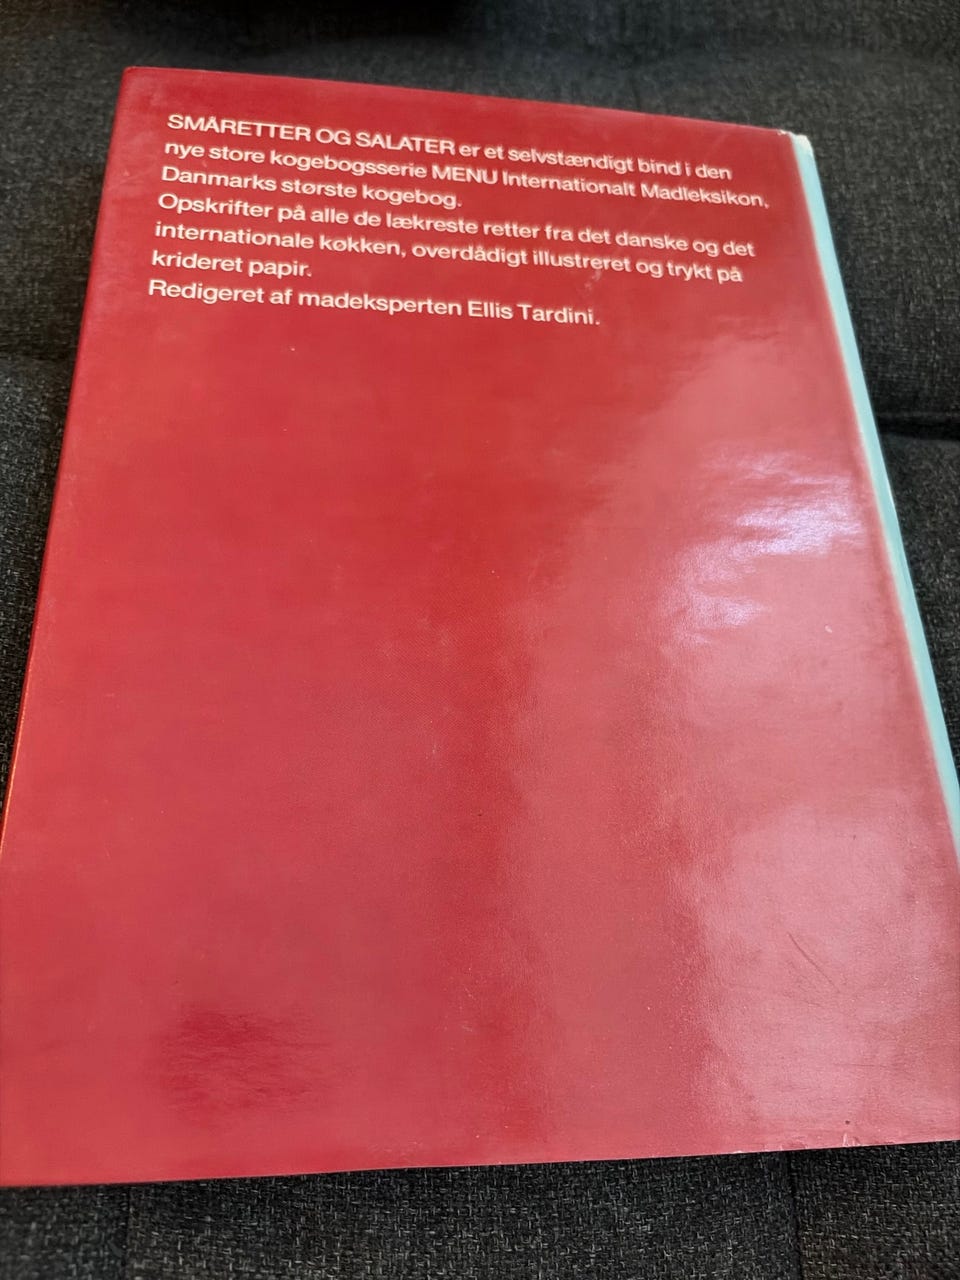 SMÅRETTER OG SALATER er et selvstændigt bind i den
nye store kogebogsserie MENU Internationalt Madleksikon,
Danmarks største kogebog.
Opskrifter på alle de lækreste retter fra det danske og det
internationale køkken, overdådigt illustreret og trykt på
krideret papir.
Redigeret af madeksperten Ellis Tardini.